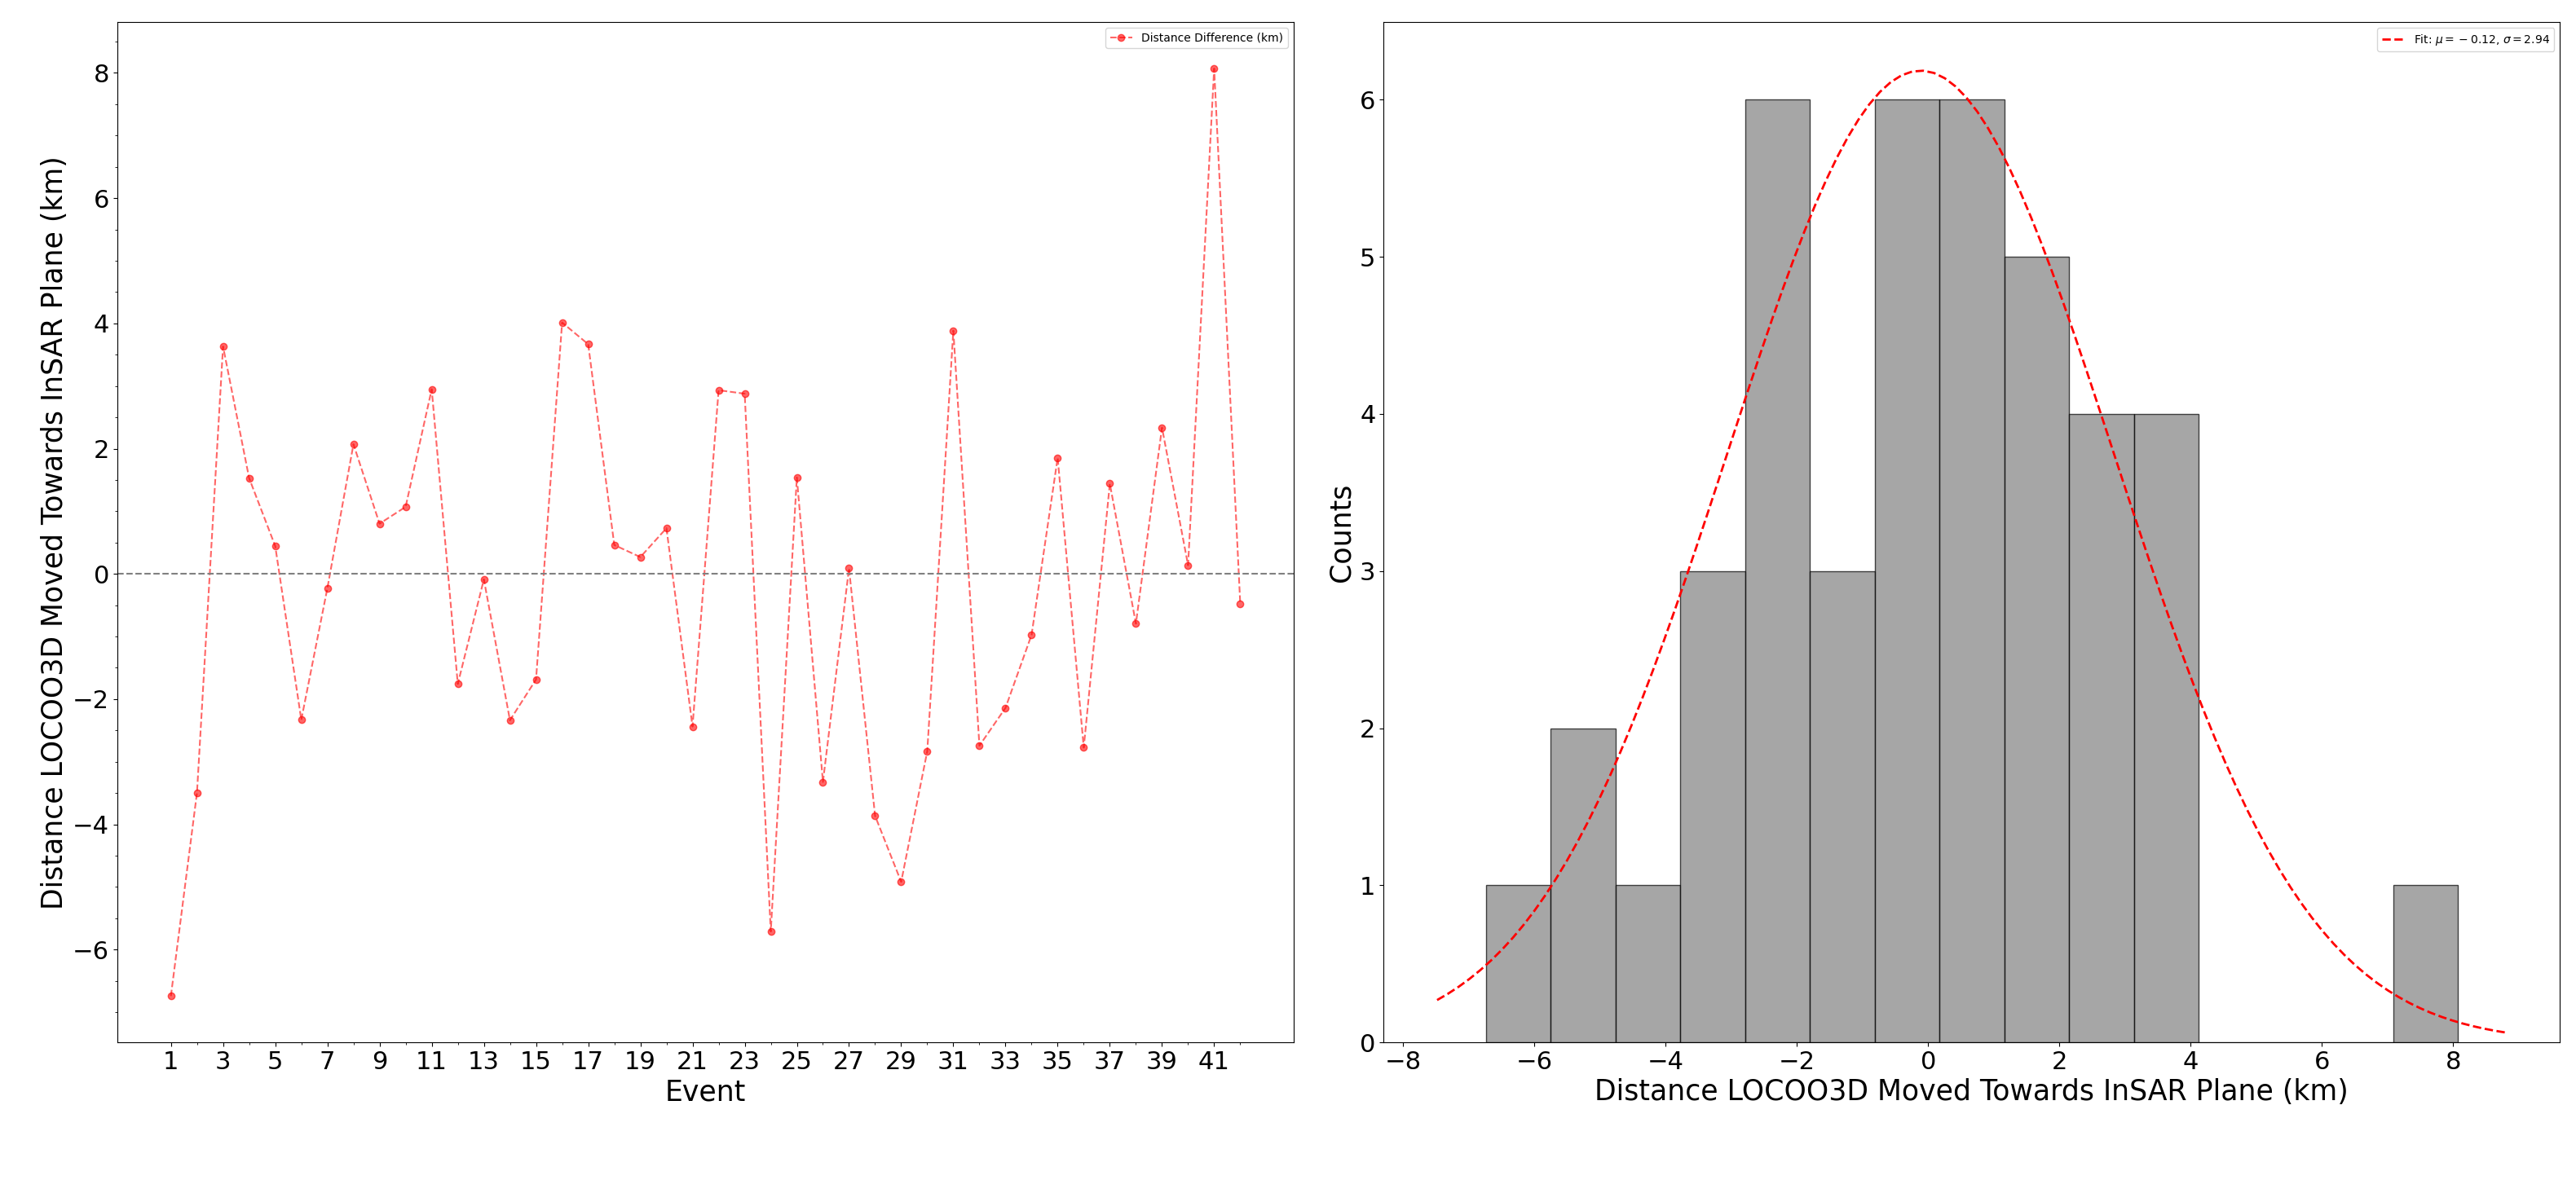 Distance LOCOO3D Moved Towards InSAR Plane (km)
8
6
4
2
0
−2
−4
−6
Distance Difference (km)
1 3 5 7 9 11 13 15 17 19 21 23 25 27 29 31 33 35 37 39 41
Event
Counts
6
5
4
3
2
1
0
Fit: μ = −0.12, σ = 2.94
−8 −6 −4 −2 0 2 4 6 8
Distance LOCOO3D Moved Towards InSAR Plane (km)